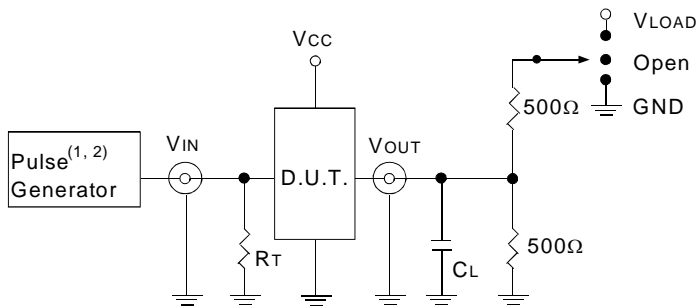 VLOAD
VCC
Open
500Ω
GND
VIN
VOUT
Pulse(1, 2)
Generator
D.U.T.
RT
CL
500Ω